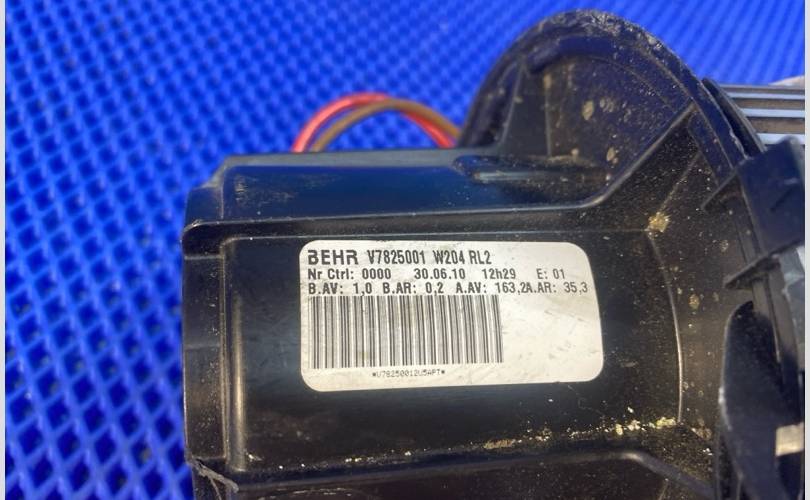 BEHR V7825001 W204 RL2
Nr Ctrl: 0000 30.06.10 12h29 E: 01
B.AV: 1,0 B.AR: 0,2 A.AV: 163,2A.AR: 35,3
*V78250012U5APT*